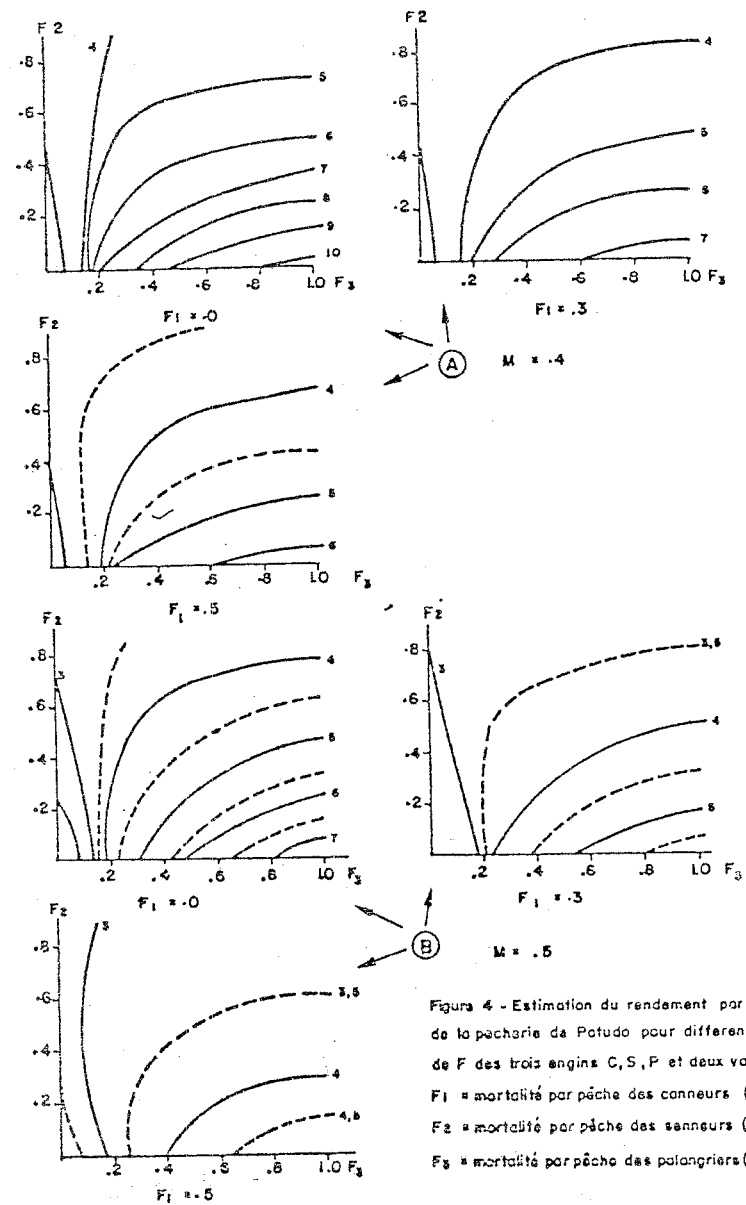 F 2
4
.8
.6
.4
.2
5
6
7
8
9
10
.2 .4 .6 .8 1.0 F3
F1 = .0
F2
.8
.6
.4
.2
4
5
6
7
.2 .4 .6 .8 1.0 F3
F1 = .3
A
M = .4
F2
.8
.6
.4
.2
4
5
6
.2 .4 .6 .8 1.0 F3
F1 = .5
F2
.8
.6
.4
.2
3
4
5
6
7
.2 .4 .6 .8 1.0 F3
F1 = .0
F2
.8
.6
.4
.2
3
3,5
4
5
.2 .4 .6 .8 1.0 F3
F1 = .3
B
M = .5
F2
.8
.6
.4
.2
3
3,5
4
4,5
.2 .4 .6 .8 1.0 F3
F1 = .5
Figure 4 - Estimation du rendement par
de la pecherie de Patudo pour differen
de F des trois engins C, S, P et deux va
F1 = mortalité par pêche des canneurs (
F2 = mortalité par pêche des senneurs (
F3 = mortalité par pêche des palangriers (